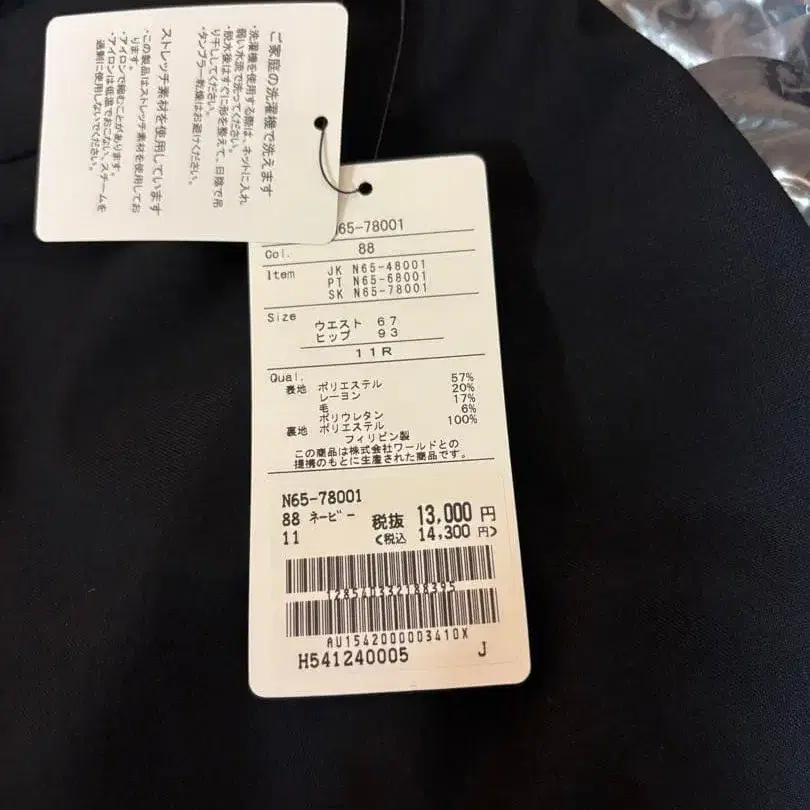 ご家庭の洗濯機で洗えます
・洗濯機を使用する際は、ネットに入れ
弱い水流で洗ってください。
・脱水後はすぐに形を整えて、日陰で吊
り干ししてください。
・タンブラー乾燥はお避けください。
ストレッチ素材を使用しています
・この製品はストレッチ素材を使用してお
ります。
・アイロンで縮むことがあります。
・アイロンは低温でおこない、スチームを
過剰に使用しないでください。
N65-78001
Col. 88
Item JK N65-48001
PT N65-68001
SK N65-78001
Size
ウエスト 67
ヒップ 93
11R
Qual.
表地 ポリエステル 57%
レーヨン 20%
毛 17%
ポリウレタン 6%
裏地 ポリエステル 100%
フィリピン製
この商品は株式会社ワールドとの
提携のもとに生産された商品です。
N65-78001
88 ネービー 税抜 13,000 円
11 <税込 14,300 円>
AU1542000003410X
H541240005 J